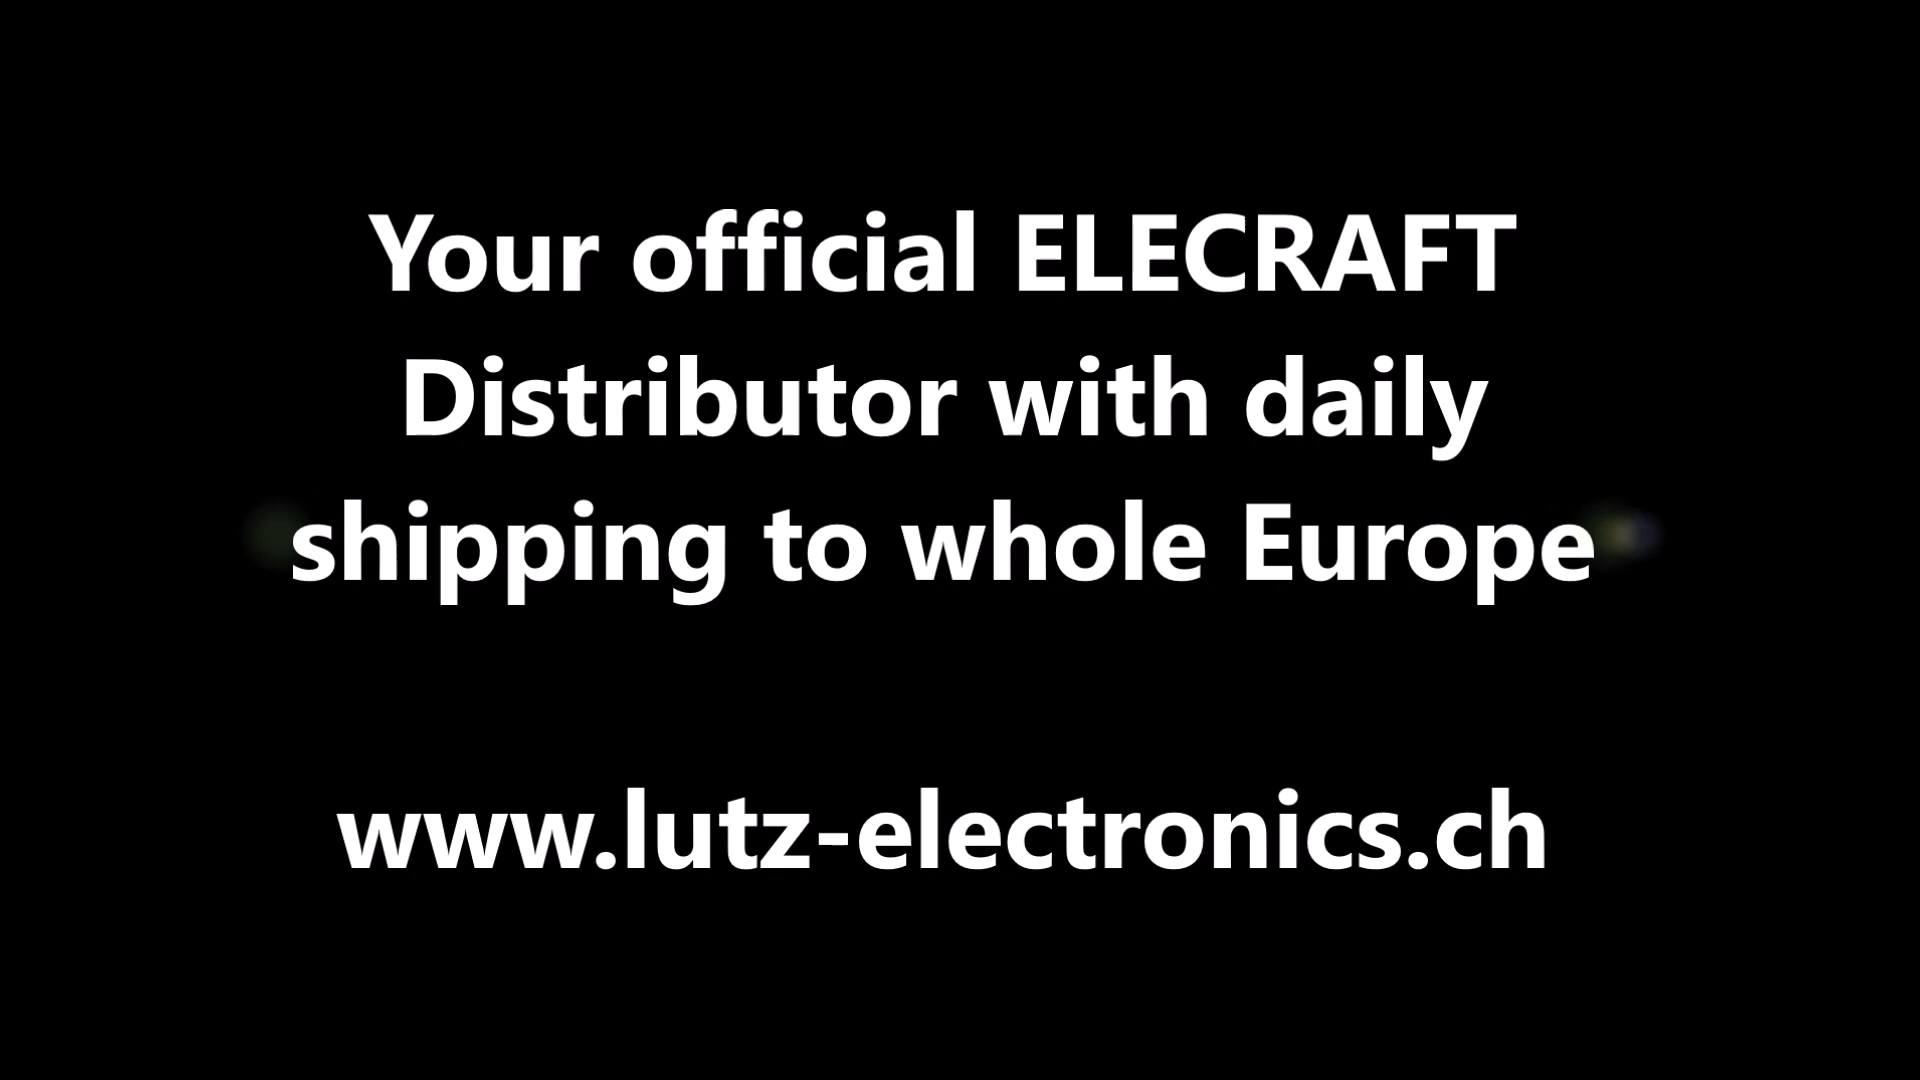 Your official ELECRAFT
Distributor with daily
shipping to whole Europe
www.lutz-electronics.ch